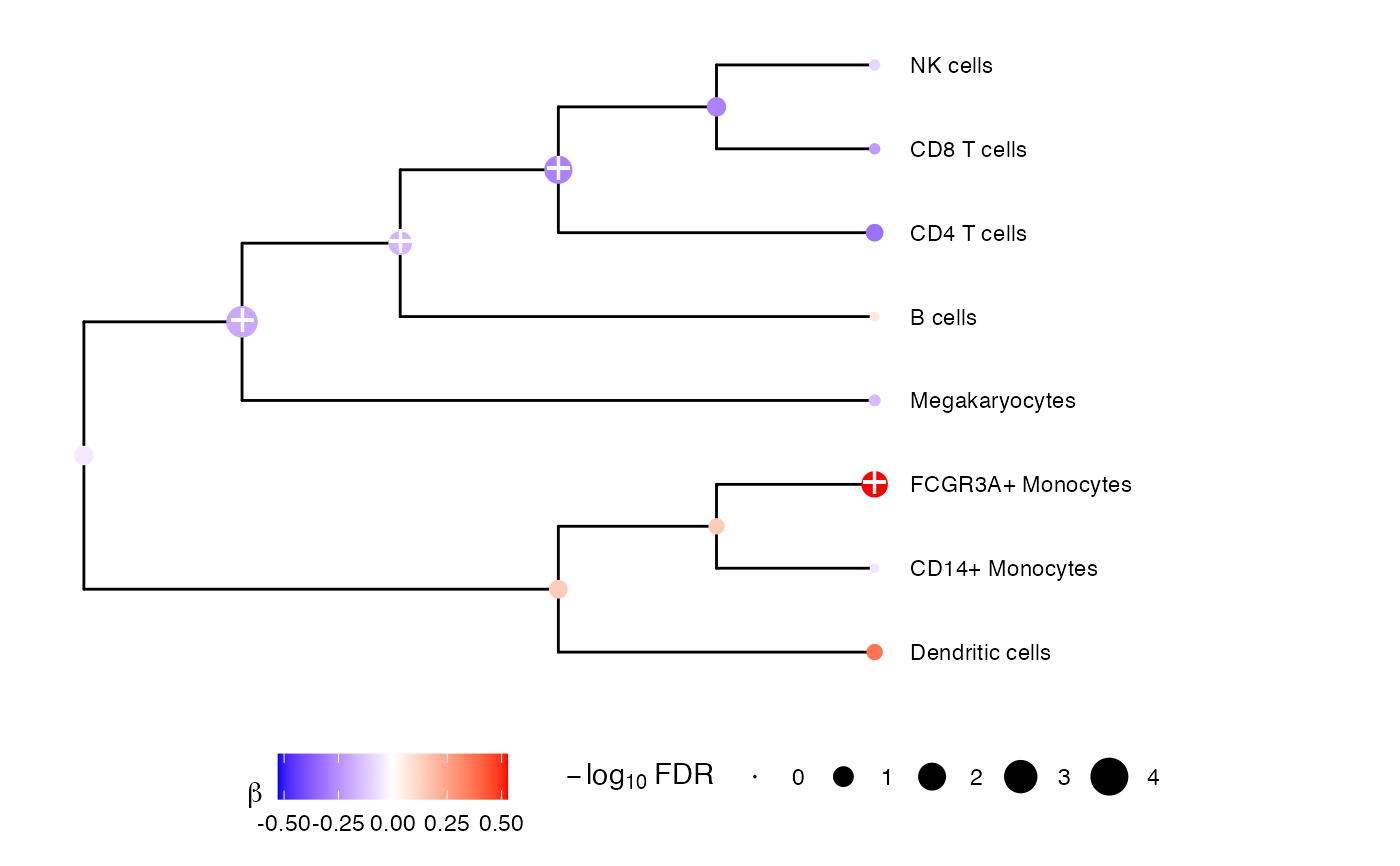 NK cells
CD8 T cells
CD4 T cells
B cells
Megakaryocytes
FCGR3A+ Monocytes
CD14+ Monocytes
Dendritic cells
β
-0.50 -0.25 0.00 0.25 0.50
−log₁₀ FDR 0 1 2 3 4